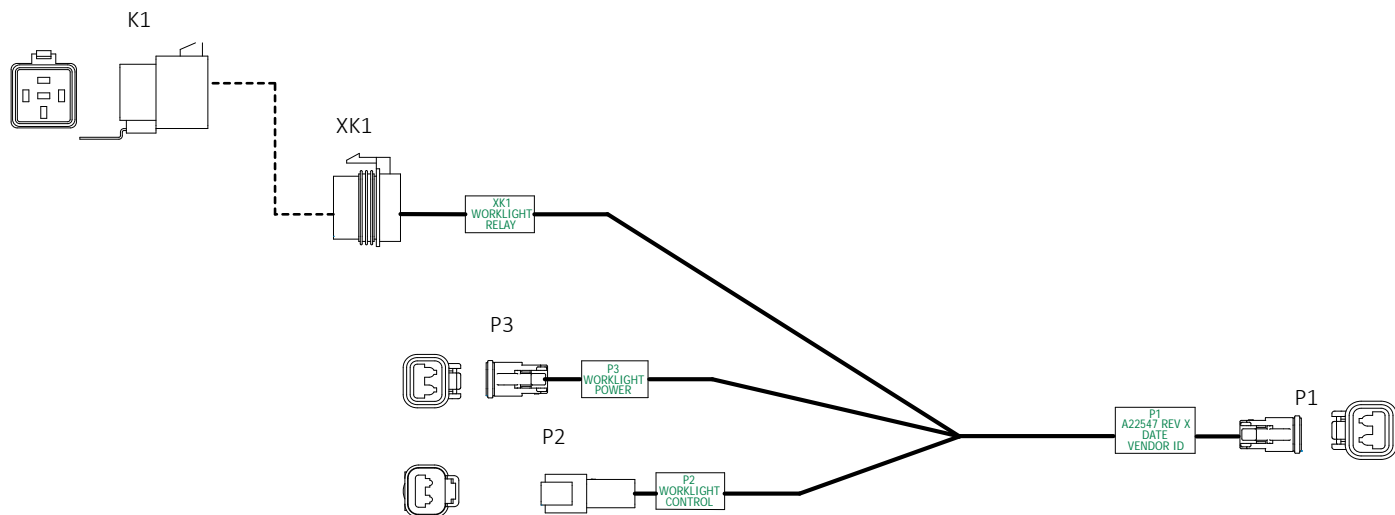 K1
XK1
XK1
WORKLIGHT
RELAY
P3
P3
WORKLIGHT
POWER
P1
P1
A22547 REV X
DATE
VENDOR ID
P2
P2
WORKLIGHT
CONTROL